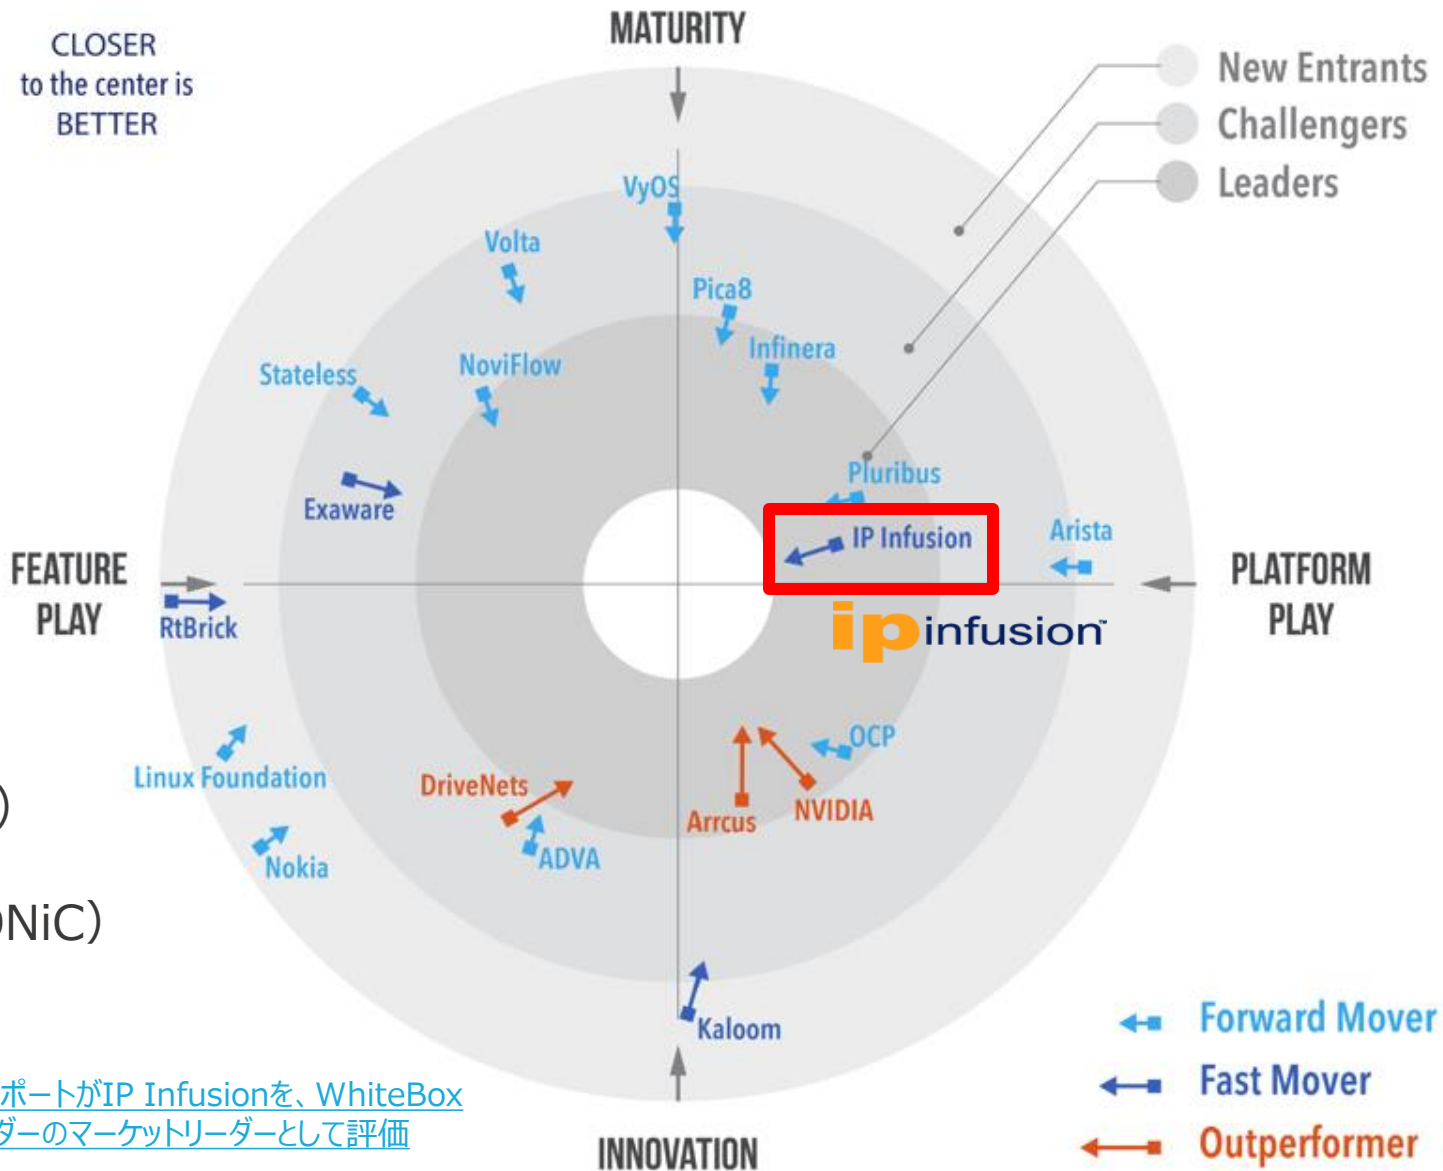 CLOSER
to the center is
BETTER
MATURITY
New Entrants
Challengers
Leaders
VyOS
Volta
Pica8
Infinera
Stateless
NoviFlow
Pluribus
Exaware
IP Infusion
Arista
FEATURE
PLAY
PLATFORM
PLAY
RtBrick
ipinfusion™
OCP
Linux Foundation
DriveNets
NVIDIA
Arrcus
)
ADVA
Nokia
NiC)
Kaloom
Forward Mover
Fast Mover
Outperformer
ポートがIP Infusionを、WhiteBox
ダーのマーケットリーダーとして評価
INNOVATION